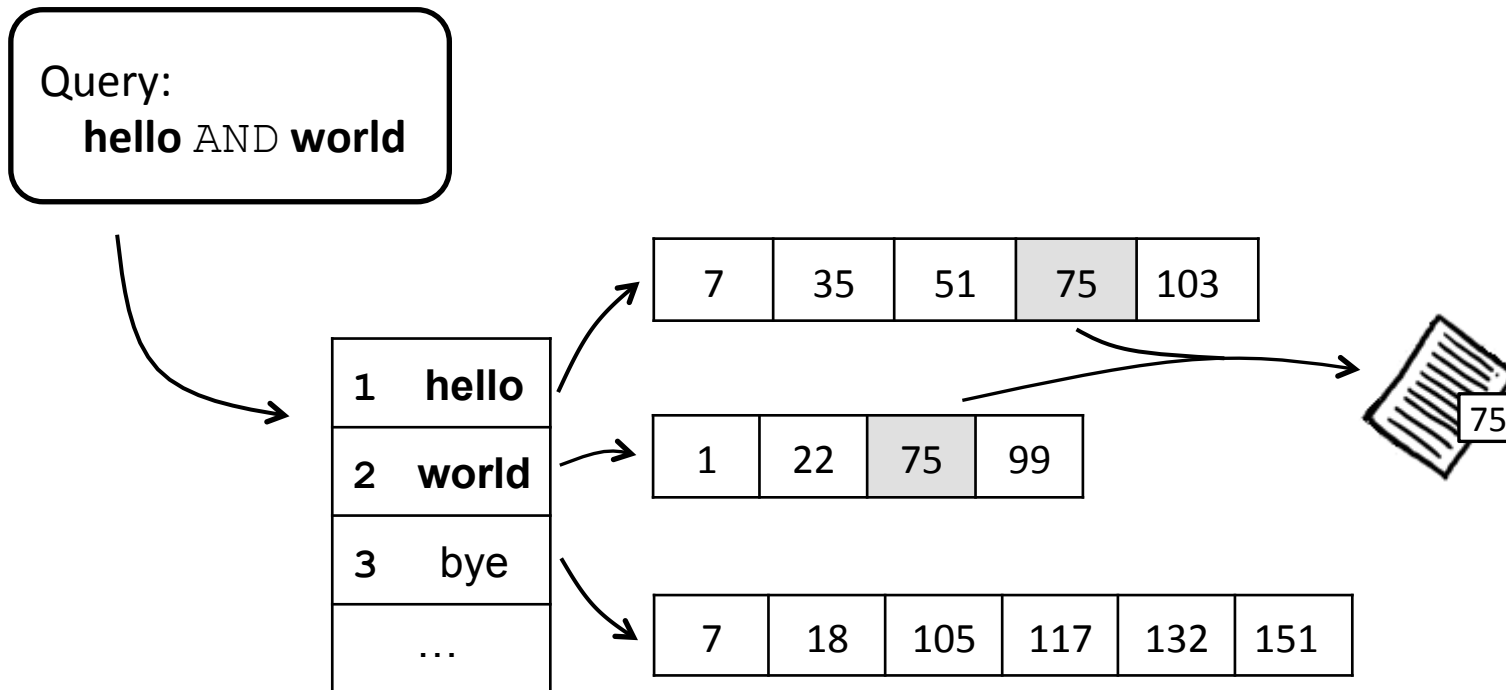 Query:
hello AND world
7 35 51 75 103
1 hello
75
2 world
1 22 75 99
3 bye
7 18 105 117 132 151
...